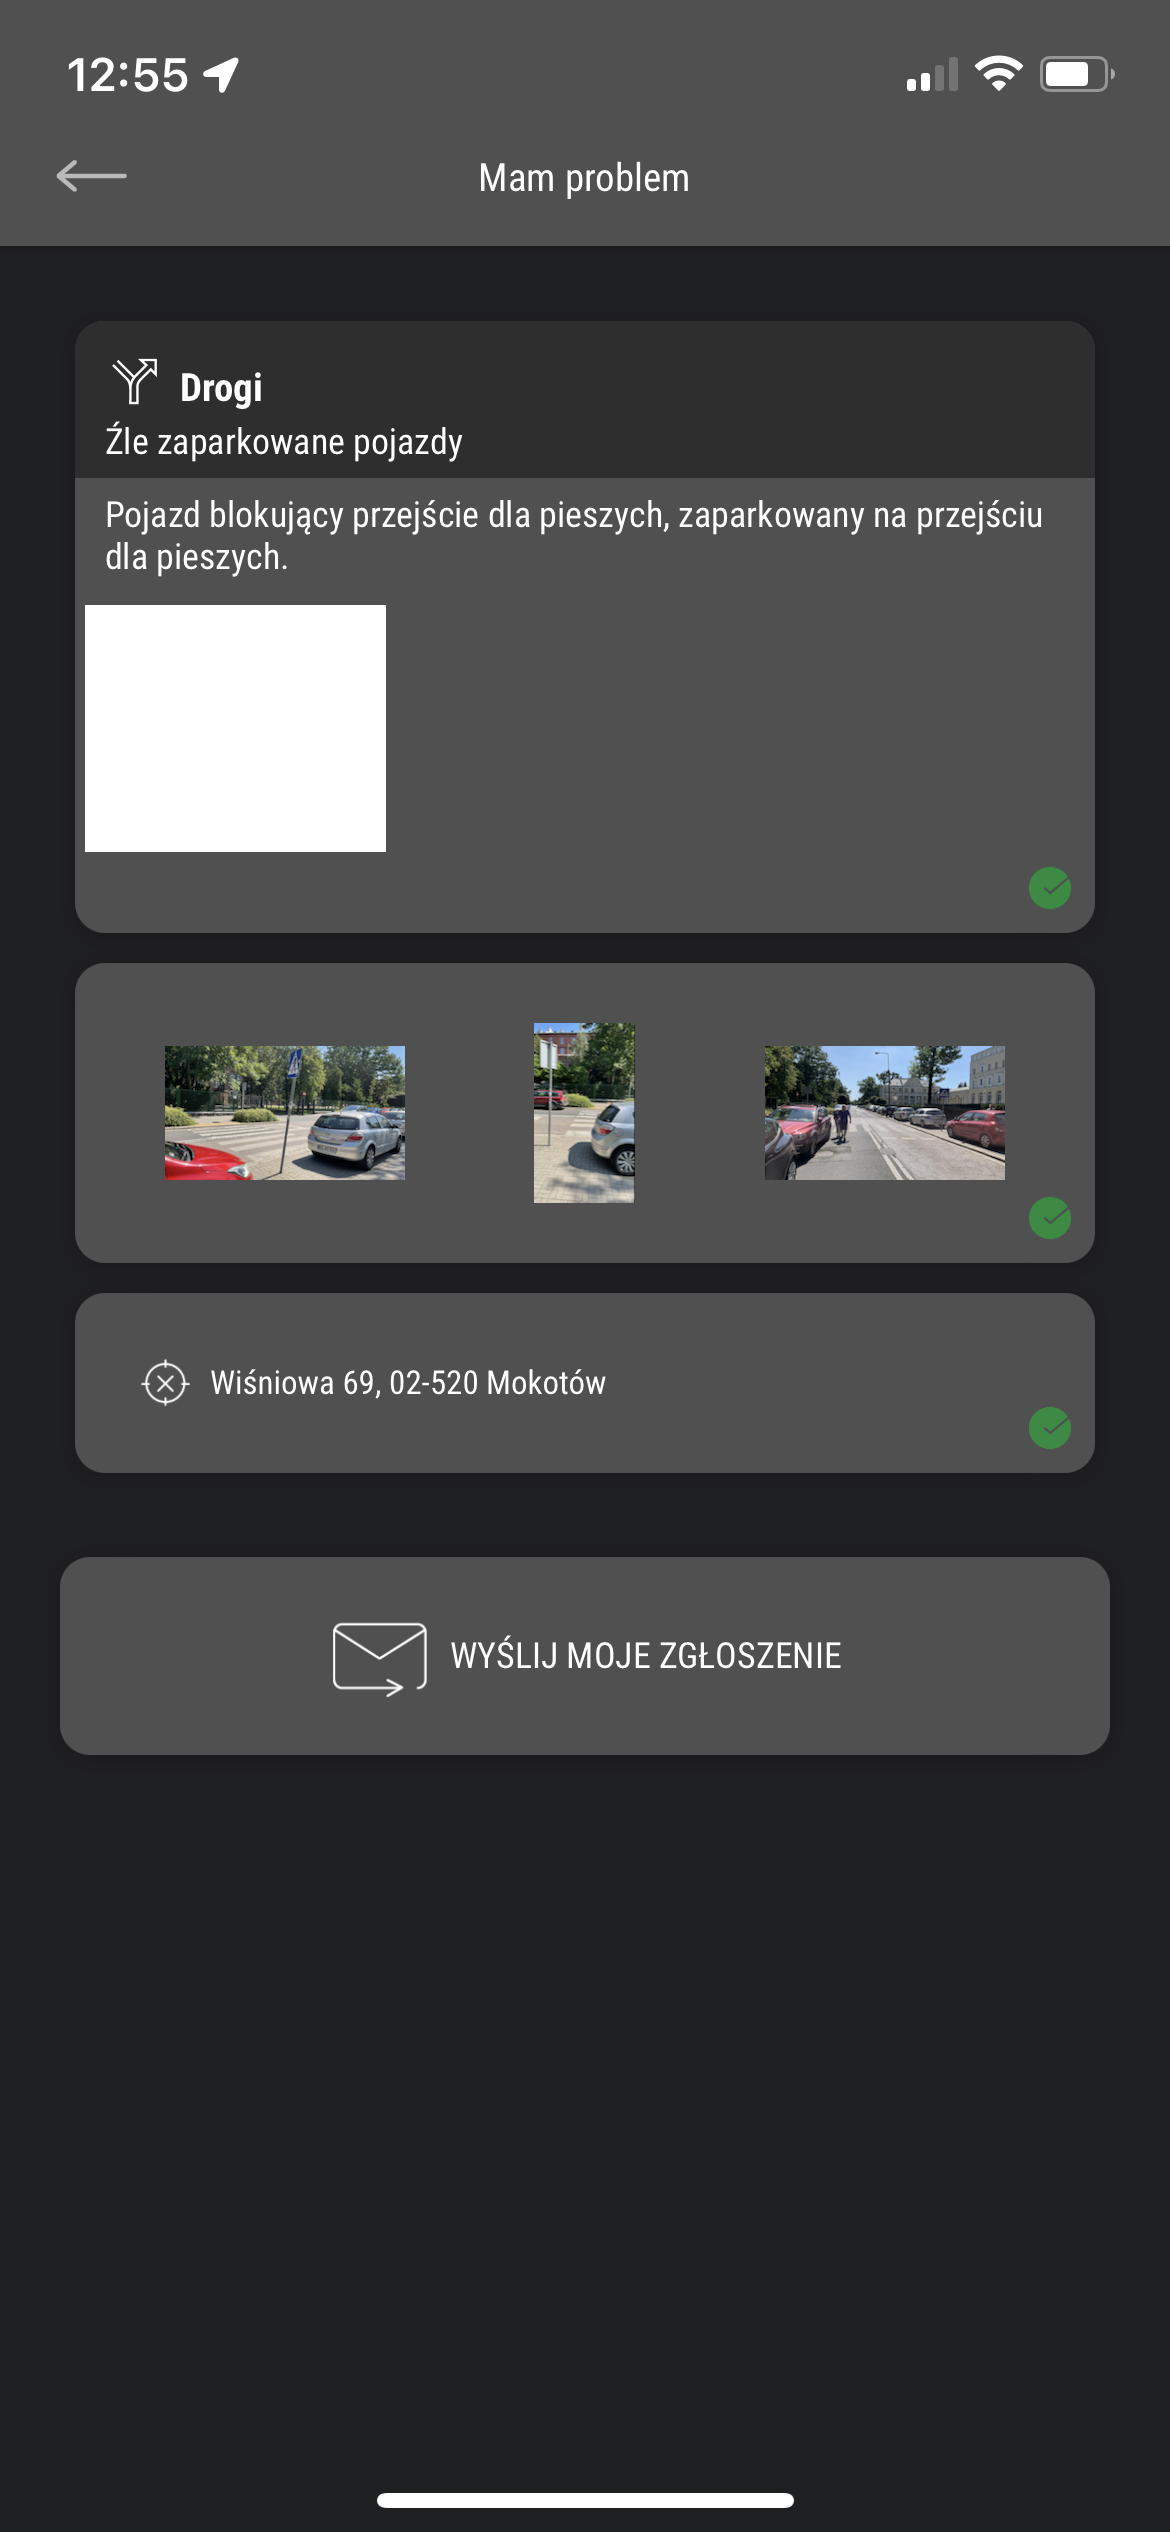 12:55
Mam problem
Drogi
Źle zaparkowane pojazdy
Pojazd blokujący przejście dla pieszych, zaparkowany na przejściu
dla pieszych.
Wiśniowa 69, 02-520 Mokotów
WYŚLIJ MOJE ZGŁOSZENIE